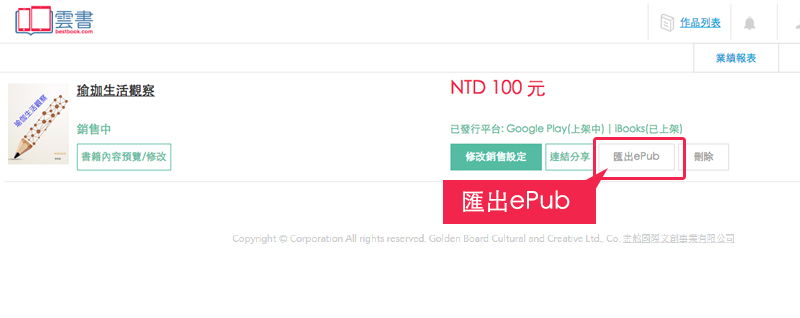 雲書
bestbook.com
作品列表
業績報表
瑜珈生活觀察
瑜珈生活觀察
NTD 100 元
銷售中
已發行平台: Google Play(上架中) | iBooks(已上架)
書籍內容預覽/修改
修改銷售設定
連結分享
匯出ePub
刪除
匯出ePub
Copyright © Corporation All rights reserved. Golden Board Cultural and Creative Ltd., Co. 金舫國際文創事業有限公司